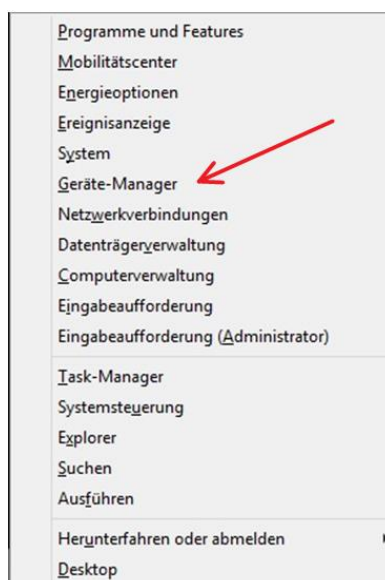 Programme und Features
Mobilitätscenter
Energieoptionen
Ereignisanzeige
System
Geräte-Manager
Netzwerkverbindungen
Datenträgerverwaltung
Computerverwaltung
Eingabeaufforderung
Eingabeaufforderung (Administrator)
Task-Manager
Systemsteuerung
Explorer
Suchen
Ausführen
Herunterfahren oder abmelden
Desktop